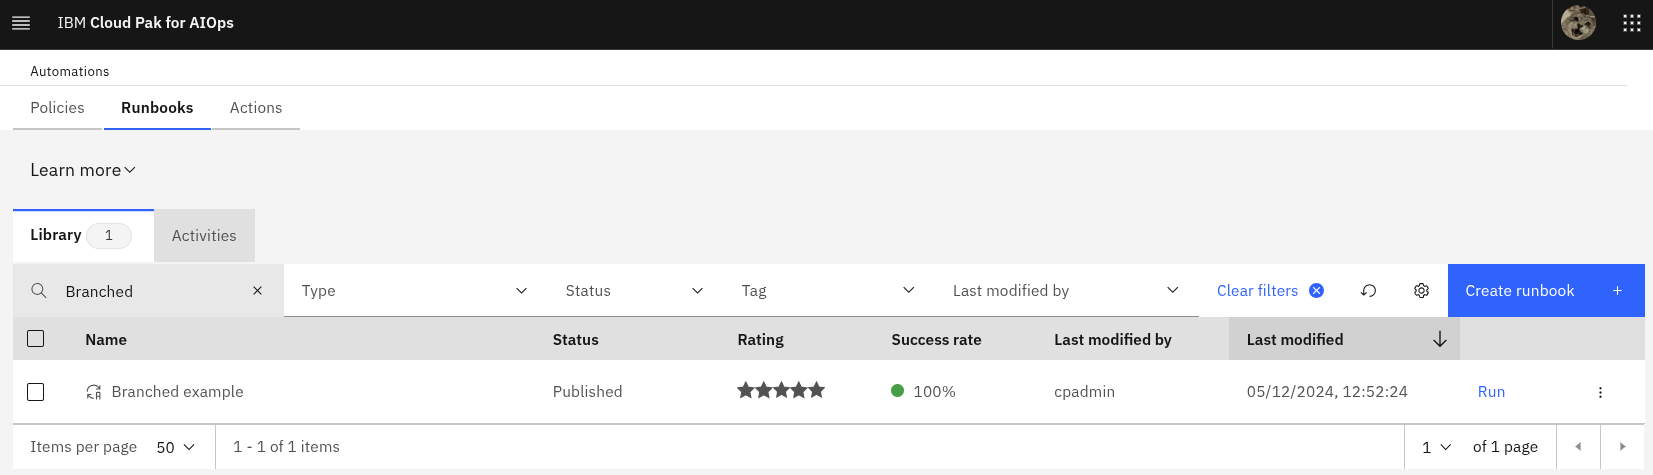 IBM Cloud Pak for AIOps
Automations
Policies Runbooks Actions
Learn more
Library 1 Activities
Branched Type Status Tag Last modified by Clear filters Create runbook +
Name Status Rating Success rate Last modified by Last modified
Branched example Published 100% cpadmin 05/12/2024, 12:52:24 Run
Items per page 50 1 - 1 of 1 items 1 of 1 page